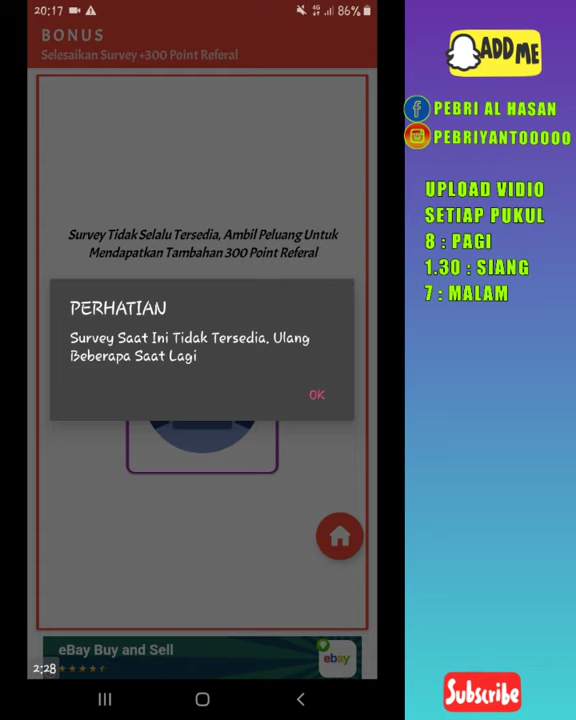 20:17
4G
86%
BONUS
Selesaikan Survey +300 Point Referal
Survey Tidak Selalu Tersedia, Ambil Peluang Untuk
Mendapatkan Tambahan 300 Point Referal
PERHATIAN
Survey Saat Ini Tidak Tersedia, Ulang
Beberapa Saat Lagi
OK
eBay Buy and Sell
ebay
2:28
ADD ME
PEBRI AL HASAN
PEBRIYANTO0000
UPLOAD VIDIO
SETIAP PUKUL
8 : PAGI
1.30 : SIANG
7 : MALAM
Subscribe